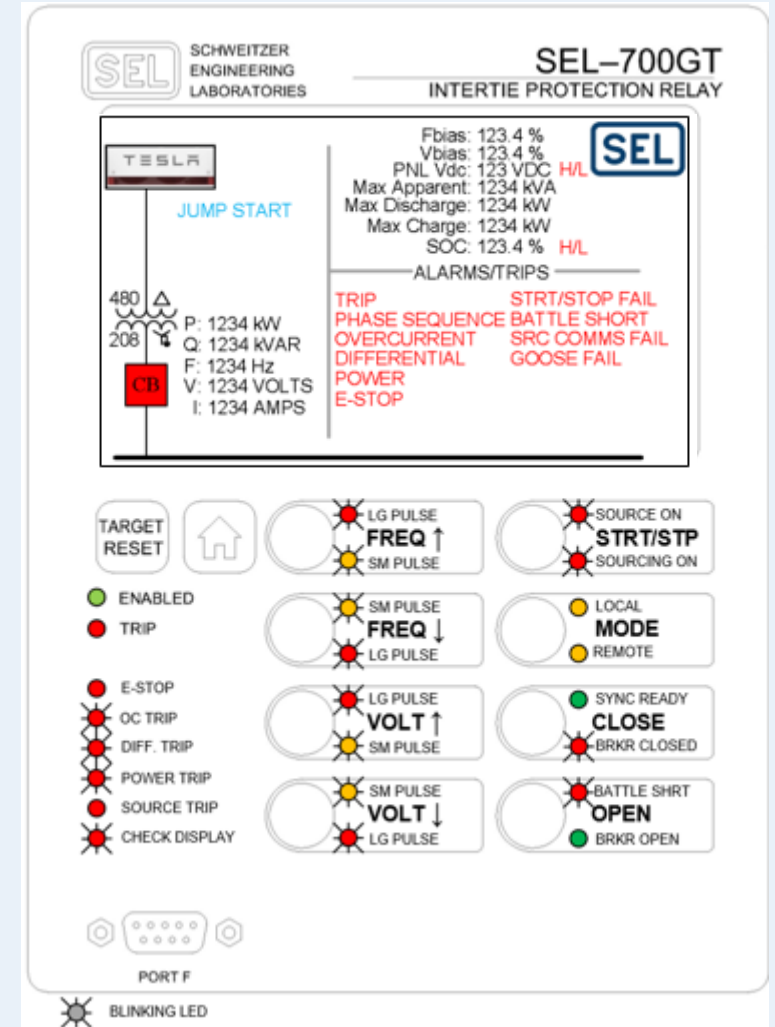 SEL
SCHWEITZER
ENGINEERING
LABORATORIES
SEL–700GT
INTERTIE PROTECTION RELAY
TESLA
JUMP START
480
208
CB
P: 1234 kW
Q: 1234 kVAR
F: 1234 Hz
V: 1234 VOLTS
I: 1234 AMPS
Fbias: 123.4 %
Vbias: 123.4 %
PNL Vdc: 123 VDC H/L
Max Apparent: 1234 kVA
Max Discharge: 1234 kW
Max Charge: 1234 kW
SOC: 123.4 % H/L
SEL
ALARMS/TRIPS
TRIP
PHASE SEQUENCE
OVERCURRENT
DIFFERENTIAL
POWER
E-STOP
STRT/STOP FAIL
BATTLE SHORT
SRC COMMS FAIL
GOOSE FAIL
TARGET
RESET
ENABLED
TRIP
E-STOP
OC TRIP
DIFF. TRIP
POWER TRIP
SOURCE TRIP
CHECK DISPLAY
LG PULSE
FREQ ↑
SM PULSE
SM PULSE
FREQ ↓
LG PULSE
LG PULSE
VOLT ↑
SM PULSE
SM PULSE
VOLT ↓
LG PULSE
SOURCE ON
STRT/STP
SOURCING ON
LOCAL
MODE
REMOTE
SYNC READY
CLOSE
BRKR CLOSED
BATTLE SHRT
OPEN
BRKR OPEN
PORT F
BLINKING LED